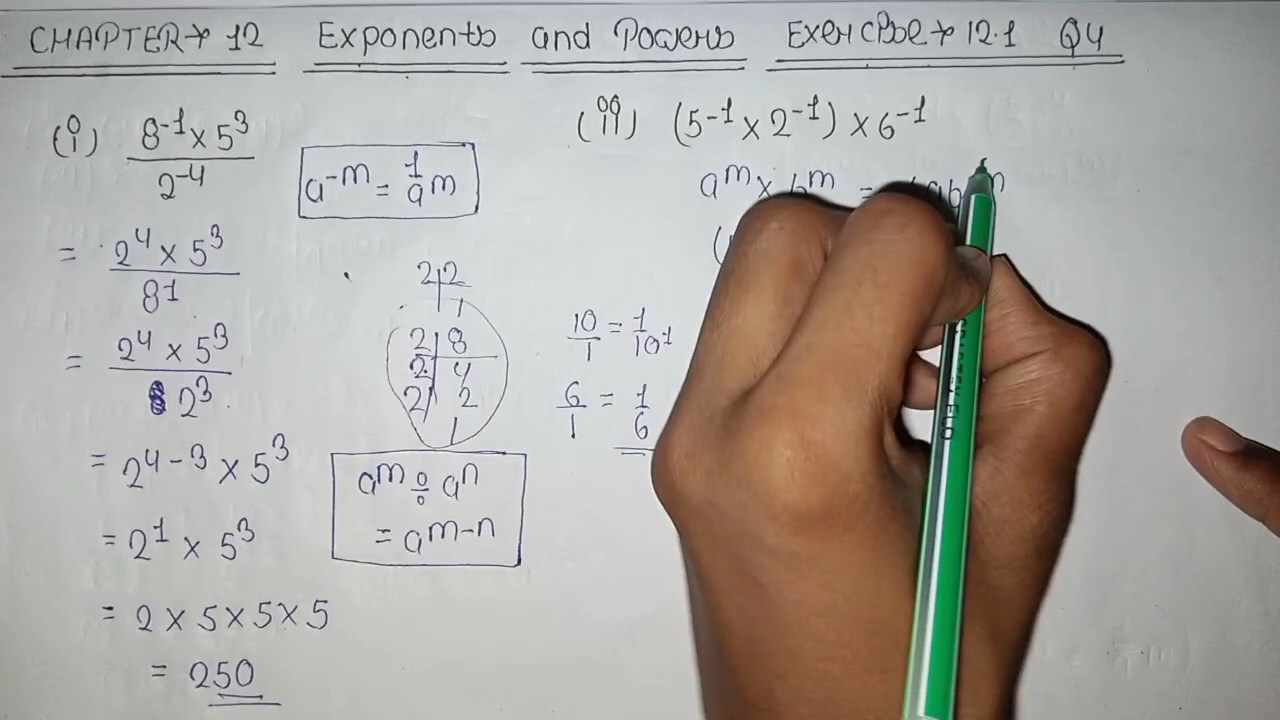 CHAPTER→ 12 Exponents and Powers Exercise→ 12.1 Q4
(i) 8⁻¹ × 5³ / 2⁻⁴
= 2⁴ × 5³ / 8¹
= 2⁴ × 5³ / 2³
= 2⁴⁻³ × 5³
= 2¹ × 5³
= 2 × 5 × 5 × 5
= 250
a⁻ᵐ = 1/aᵐ
2|2
1
2|8
2|4
2|2
1
aᵐ ÷ aⁿ
= aᵐ⁻ⁿ
(ii) (5⁻¹ × 2⁻¹) × 6⁻¹
aᵐ × bᵐ =
10/1 = 1/10¹
6/1 = 1/6